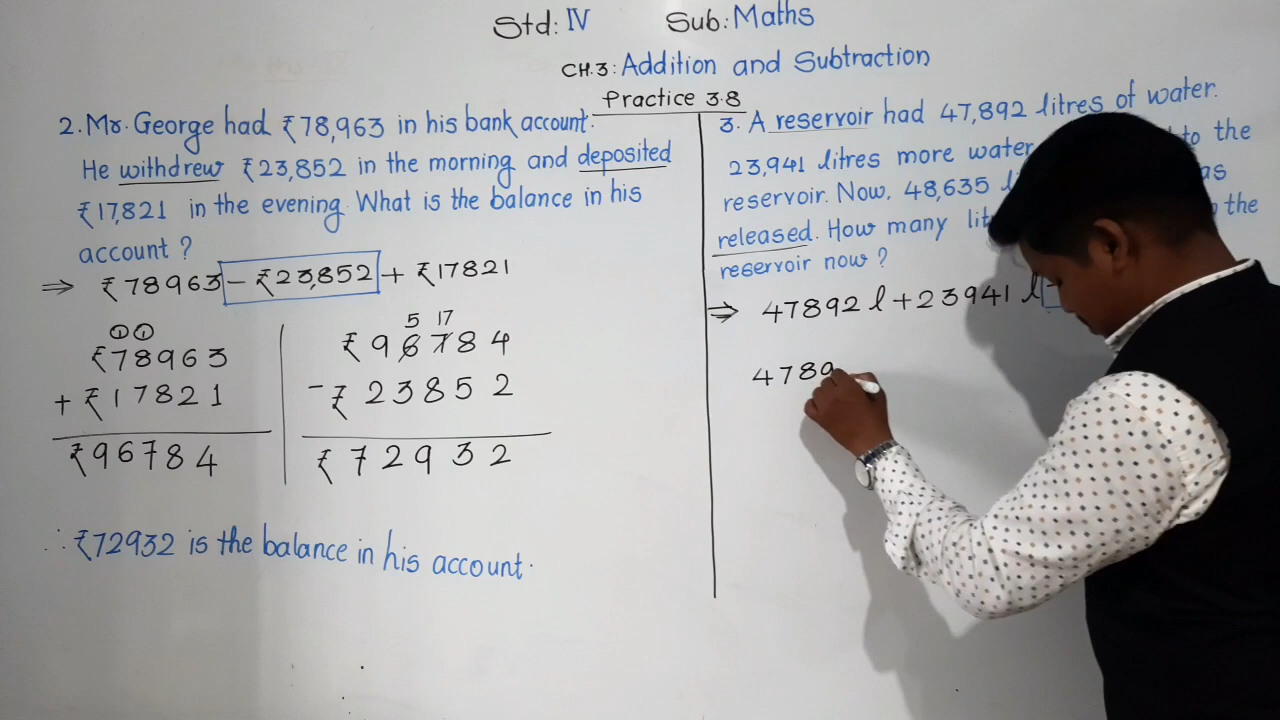 Std: IV Sub: Maths
CH.3: Addition and Subtraction
Practice 3.8
2. Mr. George had ₹78,963 in his bank account.
He withdrew ₹23,852 in the morning and deposited
₹17,821 in the evening. What is the balance in his
account ?
⇒ ₹78963 – ₹23,852 + ₹17821
1 1
₹78963
+ ₹17821
₹96784
5 17
₹96784
- ₹23852
₹72932
∴ ₹72932 is the balance in his account.
3. A reservoir had 47,892 litres of water.
23,941 litres more water to the
reservoir. Now, 48,635 as
released. How many the
reservoir now ?
⇒ 47892 l + 23941 l -
4789